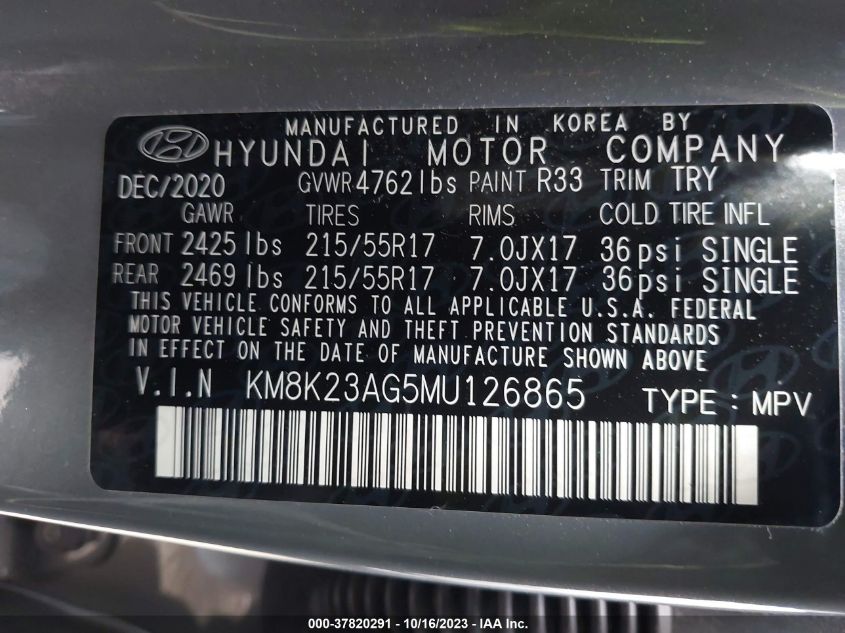 MANUFACTURED IN KOREA BY
HYUNDAI MOTOR COMPANY
DEC/2020 GVWR 4762 lbs PAINT R33 TRIM TRY
GAWR TIRES RIMS COLD TIRE INFL
FRONT 2425 lbs 215/55R17 7.0JX17 36psi SINGLE
REAR 2469 lbs 215/55R17 7.0JX17 36psi SINGLE
THIS VEHICLE CONFORMS TO ALL APPLICABLE U.S.A. FEDERAL
MOTOR VEHICLE SAFETY AND THEFT PREVENTION STANDARDS
IN EFFECT ON THE DATE OF MANUFACTURE SHOWN ABOVE
V.I.N KM8K23AG5MU126865 TYPE : MPV
000-37820291 - 10/16/2023 - IAA Inc.